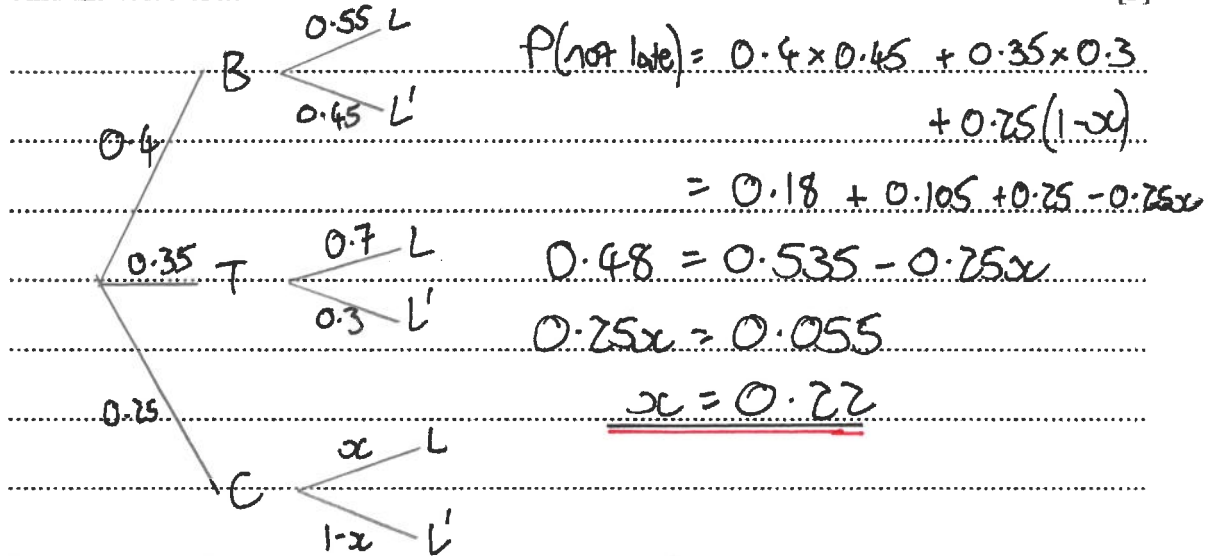 0.55 L
B
0.45 L'
0.4
0.35 T
0.7 L
0.3 L'
0.25
C
x L
1-x L'
P(not late) = 0.4 × 0.45 + 0.35 × 0.3
+ 0.25(1-x)
= 0.18 + 0.105 + 0.25 - 0.25x
0.48 = 0.535 - 0.25x
0.25x = 0.055
x = 0.22